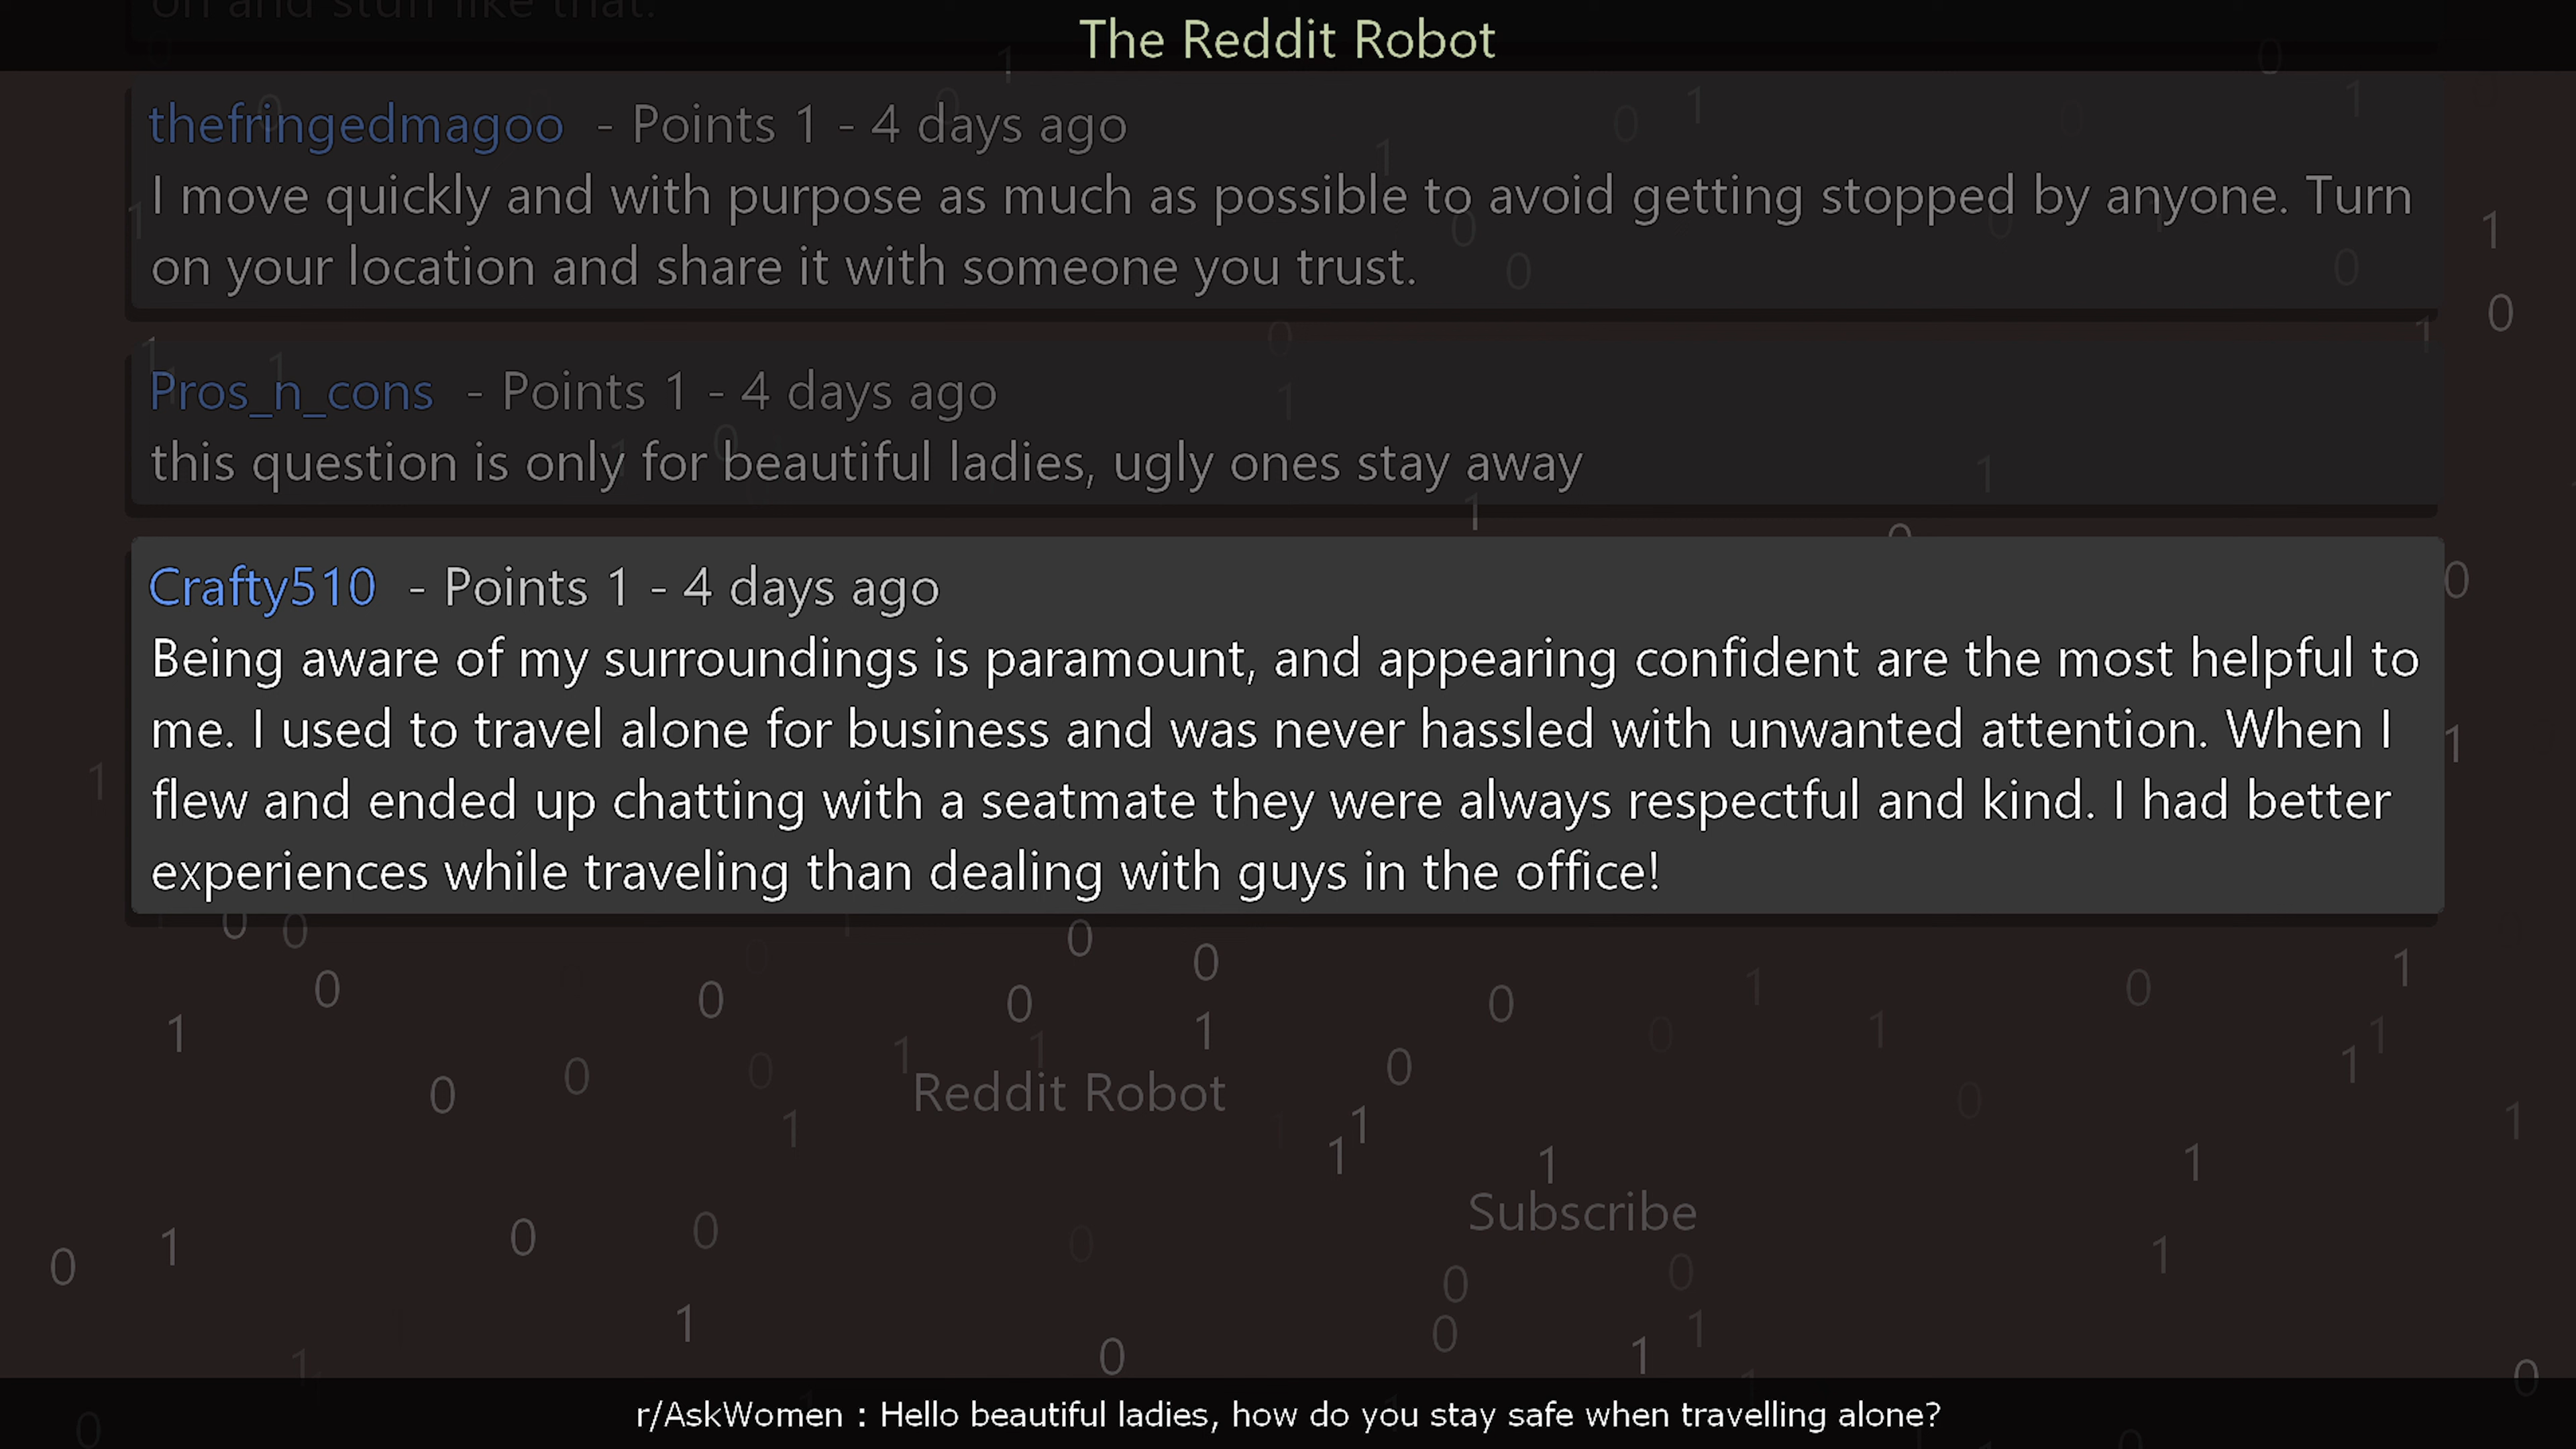 on and stuff like that.
The Reddit Robot
thefringedmagoo - Points 1 - 4 days ago
I move quickly and with purpose as much as possible to avoid getting stopped by anyone. Turn
on your location and share it with someone you trust.
Pros_n_cons - Points 1 - 4 days ago
this question is only for beautiful ladies, ugly ones stay away
Crafty510 - Points 1 - 4 days ago
Being aware of my surroundings is paramount, and appearing confident are the most helpful to
me. I used to travel alone for business and was never hassled with unwanted attention. When I
flew and ended up chatting with a seatmate they were always respectful and kind. I had better
experiences while traveling than dealing with guys in the office!
Reddit Robot
Subscribe
r/AskWomen : Hello beautiful ladies, how do you stay safe when travelling alone?